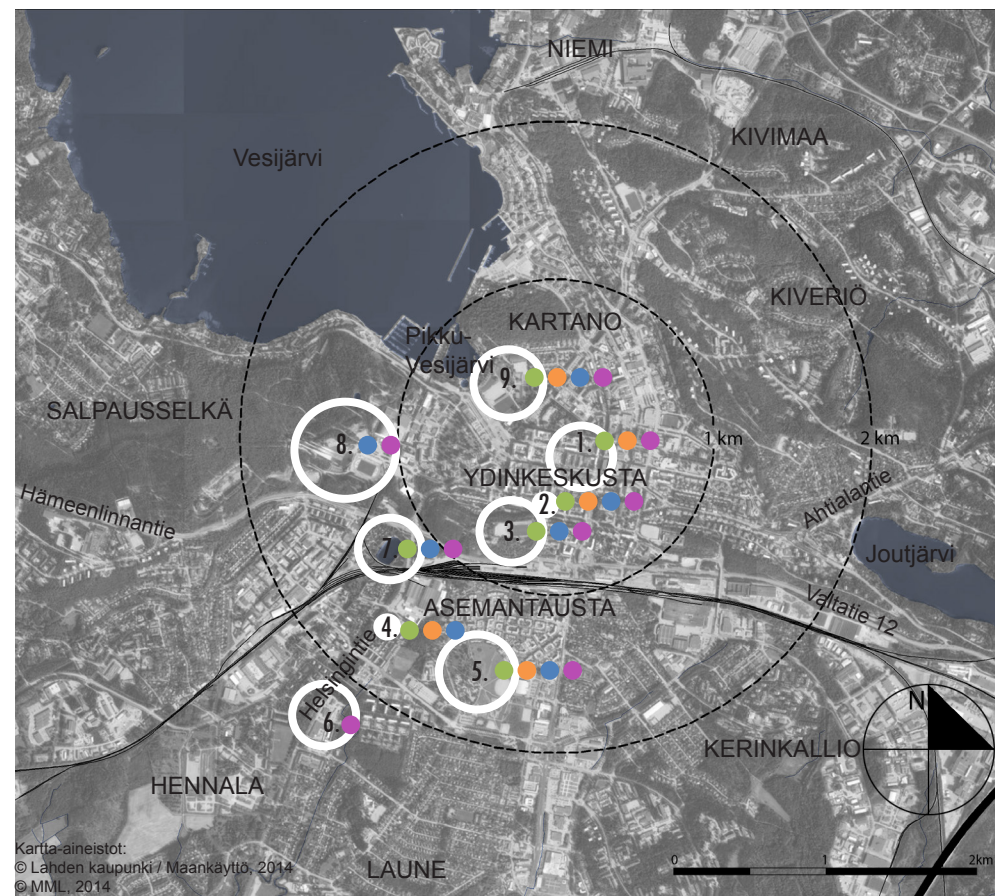 NIEMI
KIVIMAA
Vesijärvi
KIVERIÖ
KARTANO
Pikku-
Vesijärvi
9.
SALPAUSSELKÄ
8.
1.
1 km
2 km
YDINKESKUSTA
2.
Hämeenlinnantie
Ahtialantie
3.
7.
Joutjärvi
ASEMANTAUSTA
Valtatie 12
4.
5.
Helsingintie
6.
N
KERINKALLIO
HENNALA
Kartta-aineistot:
© Lahden kaupunki / Maankäyttö, 2014
© MML, 2014
LAUNE
0
1
2km